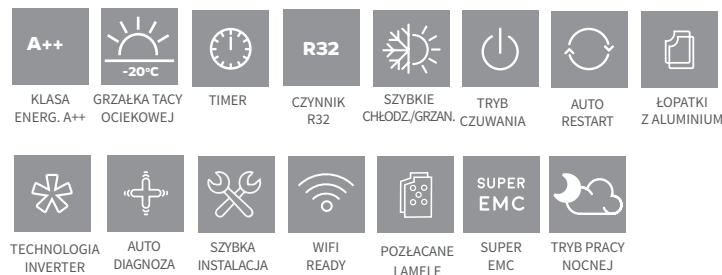 A++
-20°C
R32
KLASA
ENERG. A++
GRZAŁKA TACY
OCIEKOWEJ
TIMER
CZYNNIK
R32
SZYBKIE
CHŁODZ./GRZAN.
TRYB
CZUWANIA
AUTO
RESTART
ŁOPATKI
Z ALUMINIUM
SUPER
EMC
TECHNOLOGIA
INVERTER
AUTO
DIAGNOZA
SZYBKA
INSTALACJA
WIFI
READY
POZŁACANE
LAMELE
SUPER
EMC
TRYB PRACY
NOCNEJ